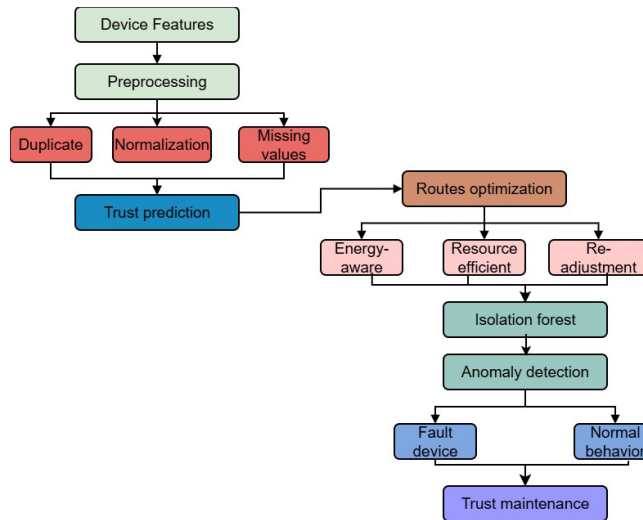 Device Features
Preprocessing
Duplicate
Normalization
Missing
values
Trust prediction
Routes optimization
Energy-
aware
Resource
efficient
Re-
adjustment
Isolation forest
Anomaly detection
Fault
device
Normal
behavior
Trust maintenance